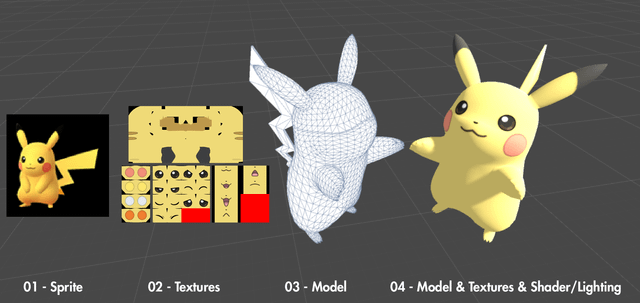 01 - Sprite
02 - Textures
03 - Model
04 - Model & Textures & Shader/Lighting